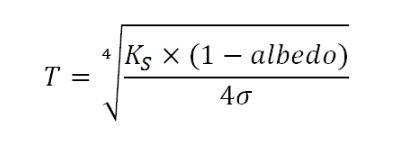 T = ⁴√(K_S × (1 − albedo) / 4σ)